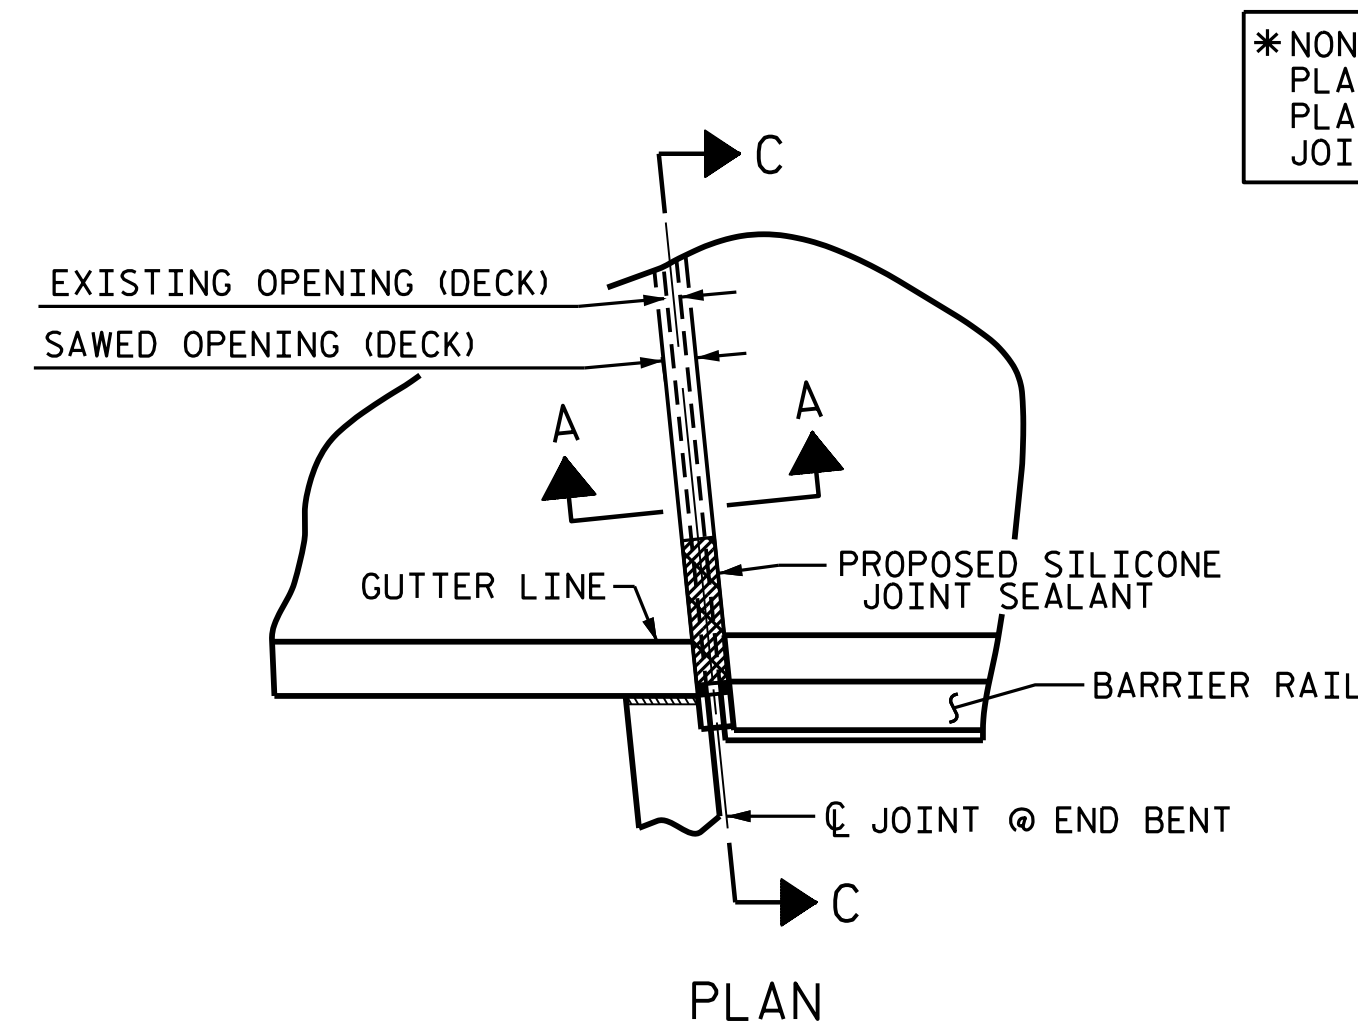 * NON
PLA
PLA
JOI
C
EXISTING OPENING (DECK)
SAWED OPENING (DECK)
A
A
PROPOSED SILICONE
JOINT SEALANT
GUTTER LINE
BARRIER RAIL
℄ JOINT @ END BENT
C
PLAN